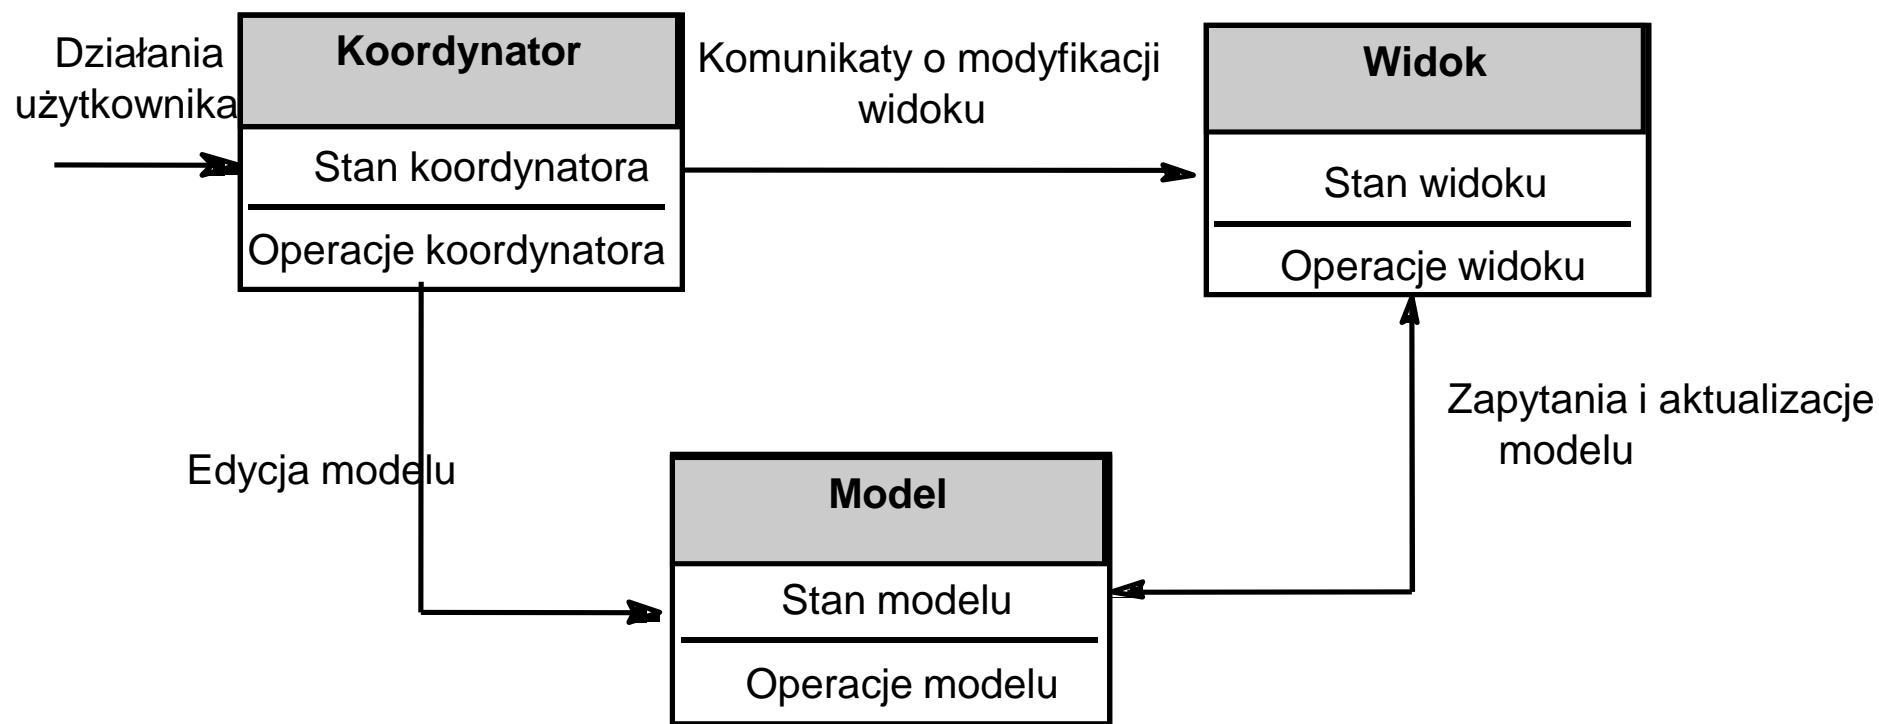 Działania
użytkownika
Koordynator
Stan koordynatora
Operacje koordynatora
Komunikaty o modyfikacji
widoku
Widok
Stan widoku
Operacje widoku
Edycja modelu
Zapytania i aktualizacje
modelu
Model
Stan modelu
Operacje modelu